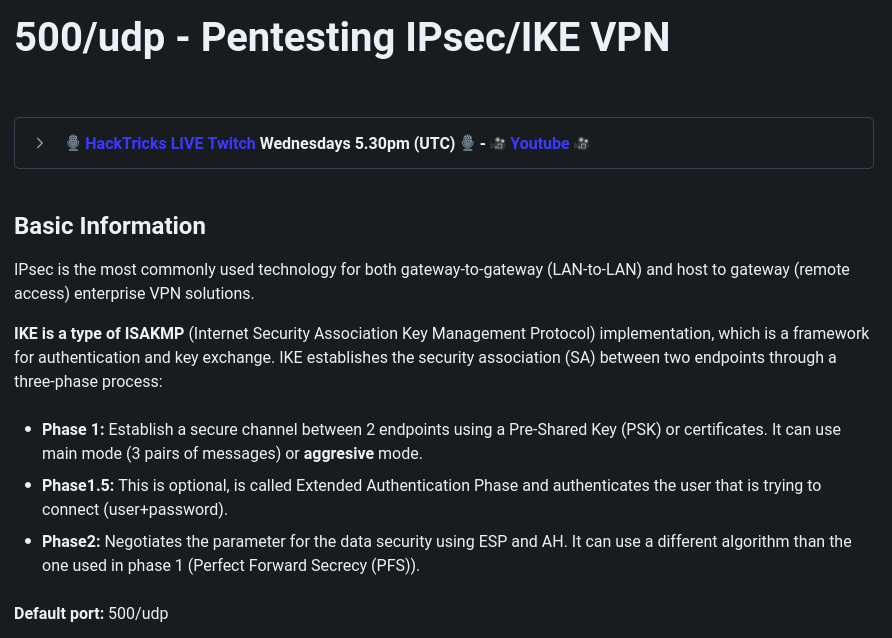 500/udp - Pentesting IPsec/IKE VPN
🎙️ HackTricks LIVE Twitch Wednesdays 5.30pm (UTC) 🎙️ - 🎥 Youtube 🎥
Basic Information
IPsec is the most commonly used technology for both gateway-to-gateway (LAN-to-LAN) and host to gateway (remote
access) enterprise VPN solutions.
IKE is a type of ISAKMP (Internet Security Association Key Management Protocol) implementation, which is a framework
for authentication and key exchange. IKE establishes the security association (SA) between two endpoints through a
three-phase process:
• Phase 1: Establish a secure channel between 2 endpoints using a Pre-Shared Key (PSK) or certificates. It can use
main mode (3 pairs of messages) or aggresive mode.
• Phase1.5: This is optional, is called Extended Authentication Phase and authenticates the user that is trying to
connect (user+password).
• Phase2: Negotiates the parameter for the data security using ESP and AH. It can use a different algorithm than the
one used in phase 1 (Perfect Forward Secrecy (PFS)).
Default port: 500/udp